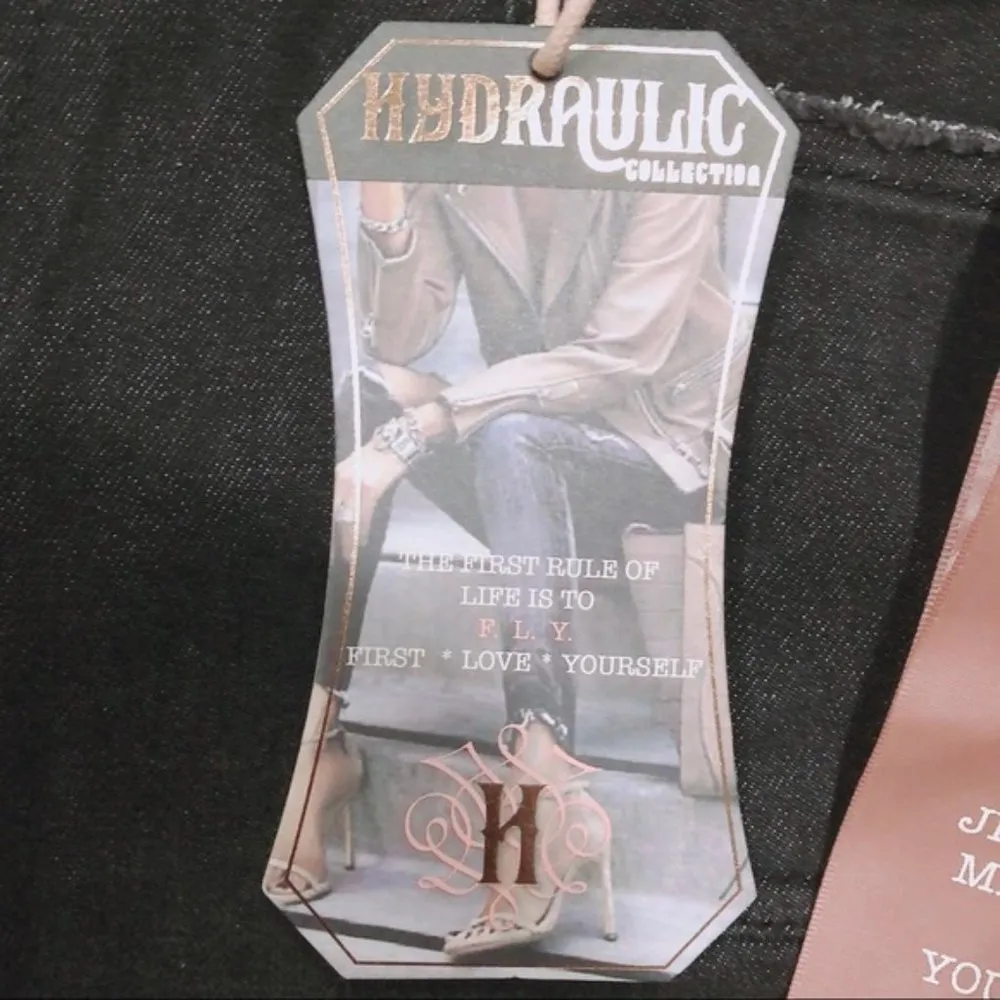 HYDRAULIC
COLLECTION
THE FIRST RULE OF
LIFE IS TO
F. L. Y.
FIRST * LOVE * YOURSELF
H